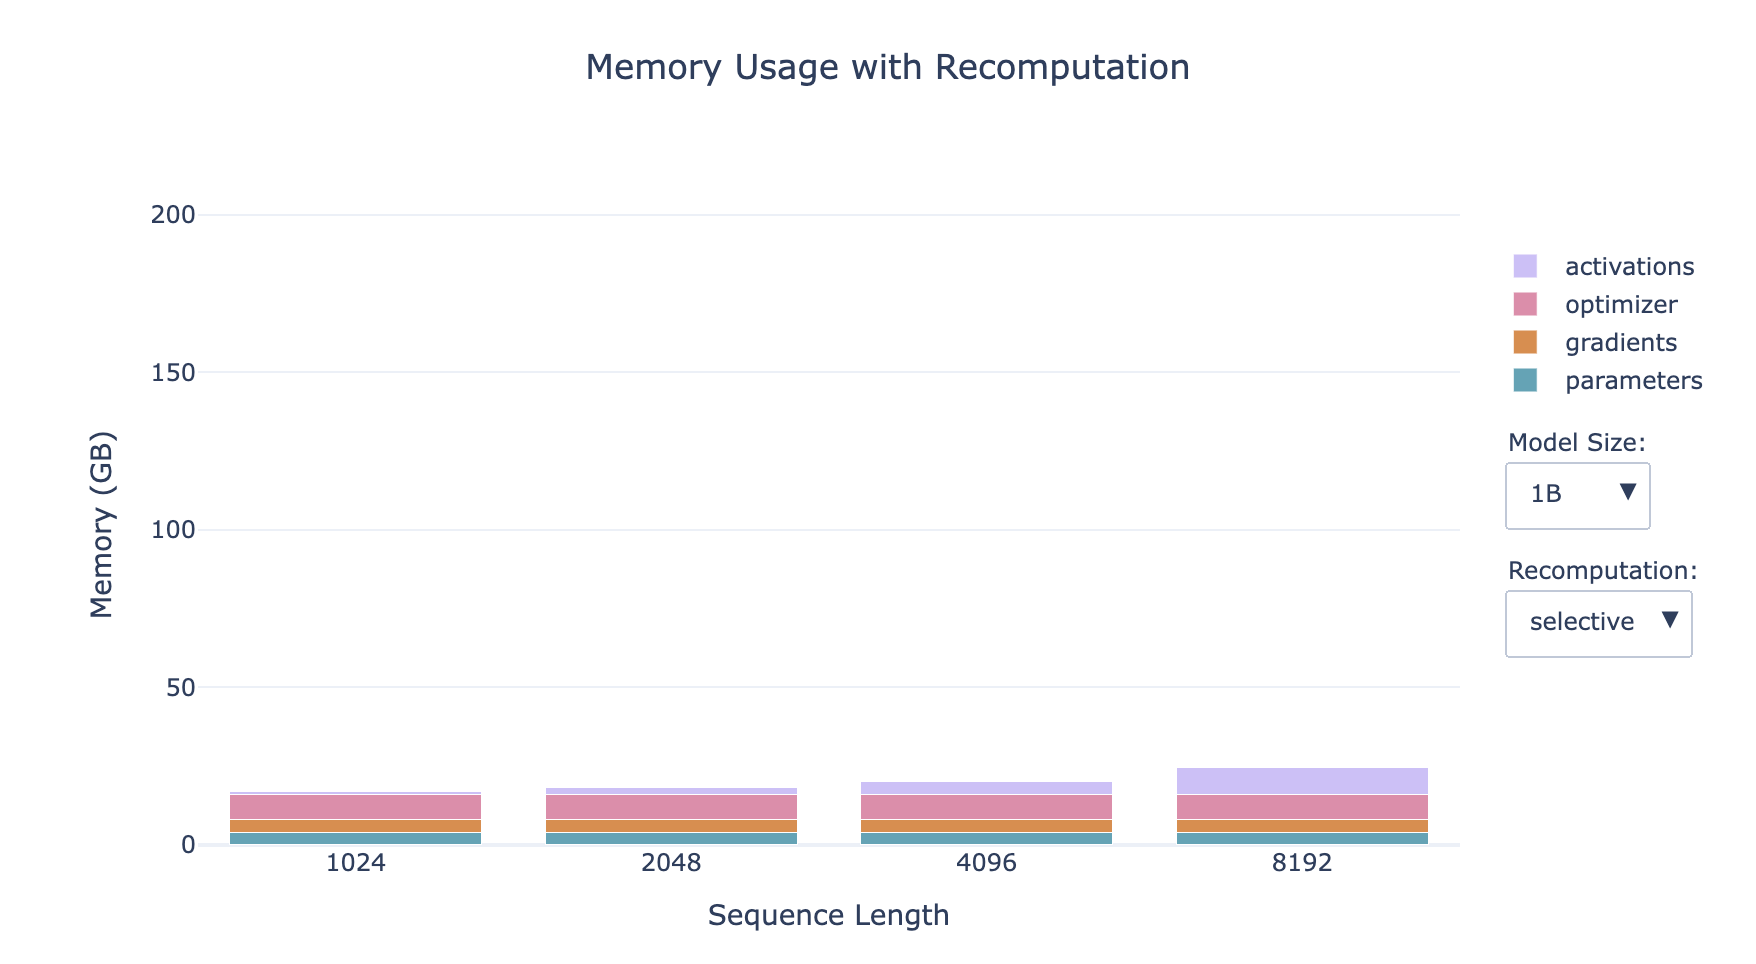 Memory Usage with Recomputation
200
150
100
50
0
Memory (GB)
1024
2048
4096
8192
Sequence Length
activations
optimizer
gradients
parameters
Model Size:
1B ▼
Recomputation:
selective ▼